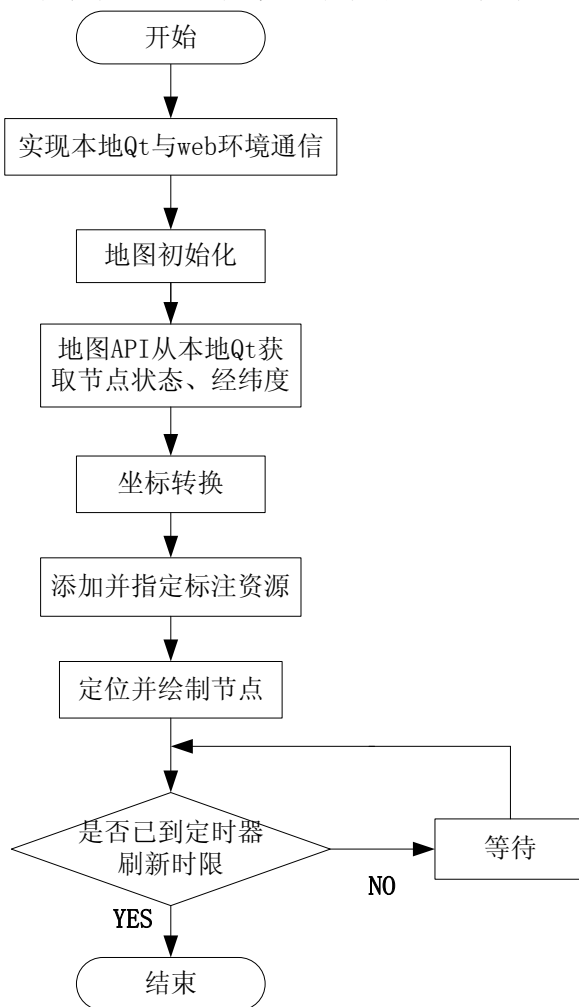 开始
实现本地Qt与web环境通信
地图初始化
地图API从本地Qt获
取节点状态、经纬度
坐标转换
添加并指定标注资源
定位并绘制节点
是否已到定时器
刷新时限
等待
NO
YES
结束